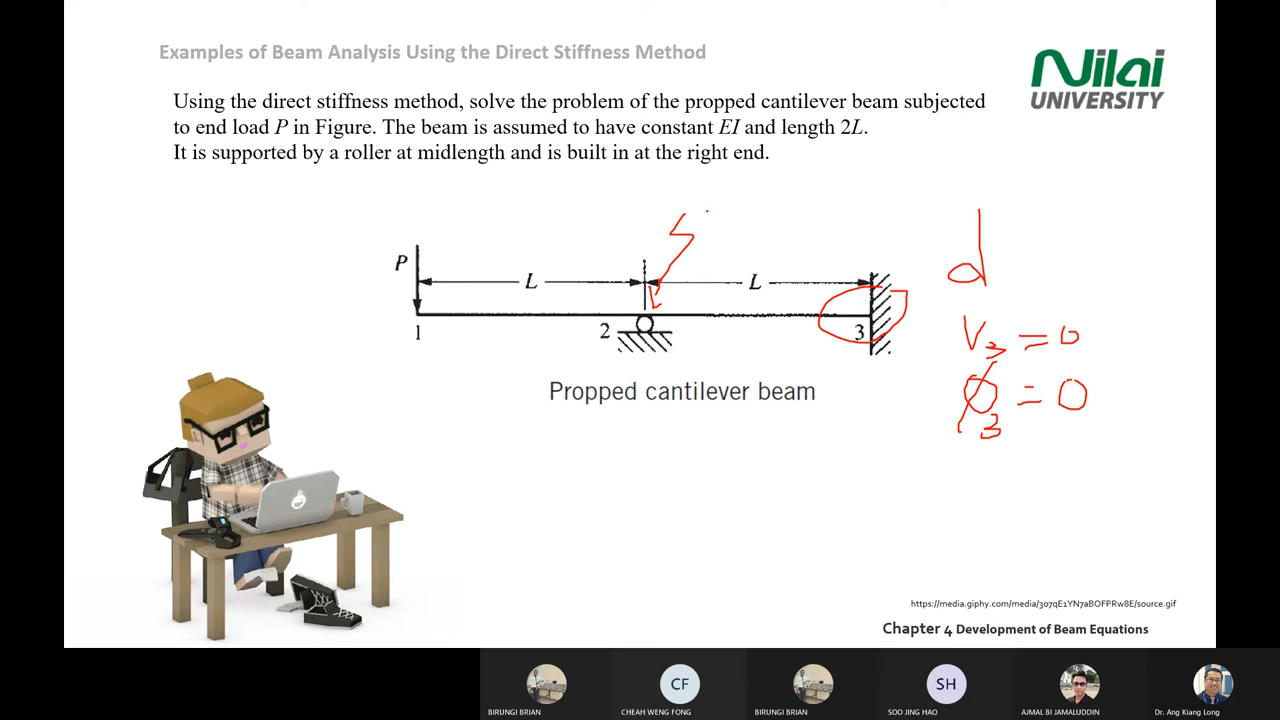 Examples of Beam Analysis Using the Direct Stiffness Method
Nilai
UNIVERSITY
Using the direct stiffness method, solve the problem of the propped cantilever beam subjected
to end load P in Figure. The beam is assumed to have constant EI and length 2L.
It is supported by a roller at midlength and is built in at the right end.
P
L
L
1
2
3
d
V3 = 0
Ø3 = 0
Propped cantilever beam
https://media.giphy.com/media/3o7qE1YN7aBOFPRw8E/source.gif
Chapter 4 Development of Beam Equations
CF
SH
BIRUNGI BRIAN
CHEAH WENG FONG
BIRUNGI BRIAN
SOO JING HAO
AJMAL BI JAMALUDDIN
Dr. Ang Kiang Long